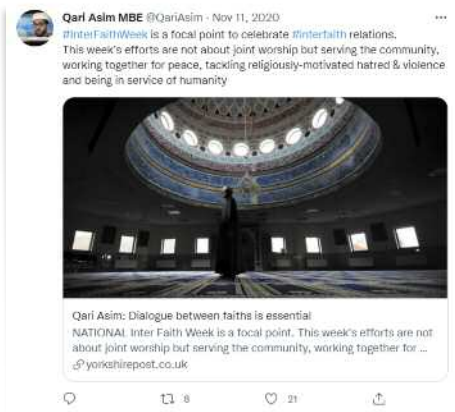 Qari Asim MBE @QariAsim · Nov 11, 2020
#InterFaithWeek is a focal point to celebrate #interfaith relations.
This week's efforts are not about joint worship but serving the community,
working together for peace, tackling religiously-motivated hatred & violence
and being in service of humanity
Qari Asim: Dialogue between faiths is essential
NATIONAL Inter Faith Week is a focal point. This week's efforts are not
about joint worship but serving the community, working together for ...
yorkshirepost.co.uk
8 21